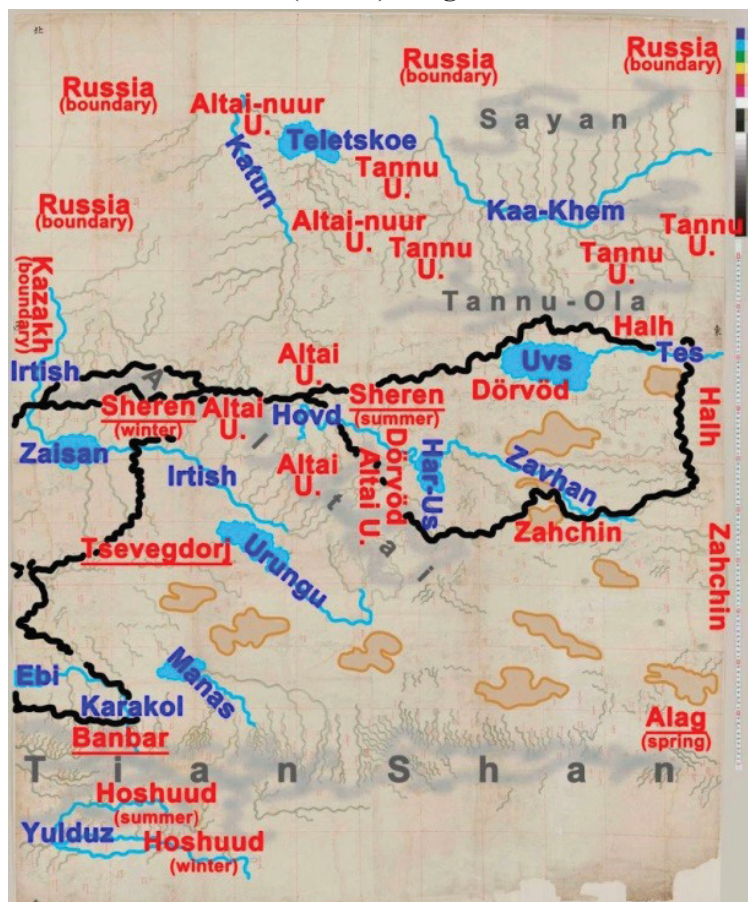 Russia
(boundary)
Russia
(boundary)
Russia
(boundary)
Altai-nuur
U.
Teletskoe
Sayan
Katun
Tannu
U.
Kaa-Khem
Russia
(boundary)
Altai-nuur
U.
Tannu
U.
Tannu
U.
Tannu
U.
Kazakh
(boundary)
Tannu-Ola
Halh
Irtish
Altai
U.
Uvs
Tes
Altai
Sheren
(winter)
Altai
U.
Hovd
Sheren
(summer)
Dörvöd
Halh
Zaisan
Irtish
Altai
U.
Altai U.
Dörvöd
Har-Us
Zavhan
Zahchin
Zahchin
Tsevegdorj
Urungu
Ebi
Manas
Karakol
Banbar
Alag
(spring)
Tian Shan
Hoshuud
(summer)
Yulduz
Hoshuud
(winter)